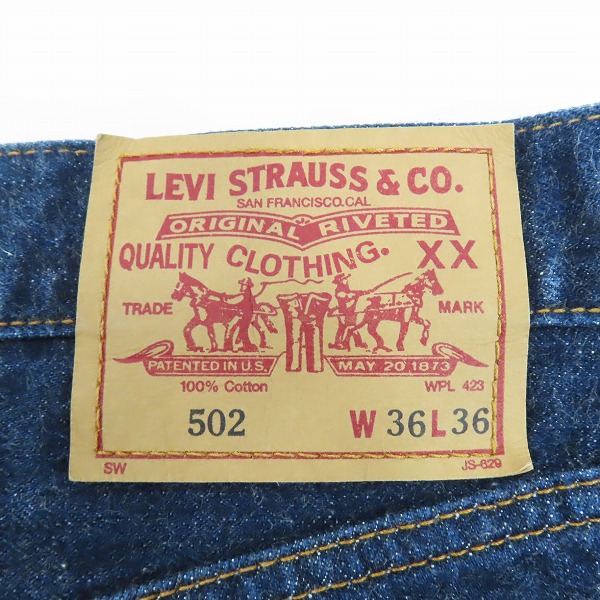 LEVI STRAUSS & CO.
SAN FRANCISCO, CAL
ORIGINAL RIVETED
QUALITY CLOTHING. XX
TRADE MARK
PATENTED IN U.S. MAY 20 1873
100% Cotton WPL 423
502 W 36 L 36
SW JS-629